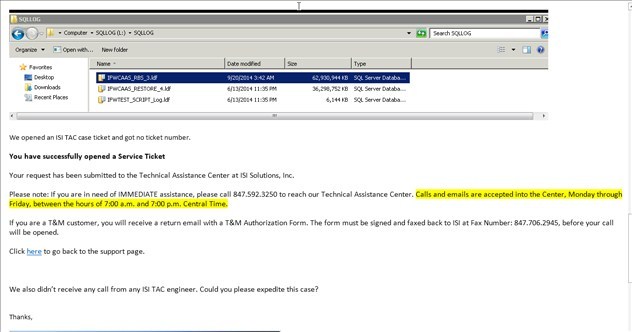 SQLLOG
Computer ▸ SQLLOG (L:) ▸ SQLLOG
Search SQLLOG
Organize Open with... New folder
Favorites
Desktop
Downloads
Recent Places
Name Date modified Size Type
IFWCAAS_RBS_3.ldf 9/20/2014 3:42 AM 62,930,944 KB SQL Server Databa...
IFWCAAS_RESTORE_4.ldf 6/13/2014 11:35 PM 36,298,752 KB SQL Server Databa...
IFWTEST_SCRIPT_Log.ldf 6/13/2014 11:35 PM 6,144 KB SQL Server Databa...
We opened an ISI TAC case ticket and got no ticket number.
You have successfully opened a Service Ticket
Your request has been submitted to the Technical Assistance Center at ISI Solutions, Inc.
Please note: If you are in need of IMMEDIATE assistance, please call 847.592.3250 to reach our Technical Assistance Center. Calls and emails are accepted into the Center, Monday through
Friday, between the hours of 7:00 a.m. and 7:00 p.m. Central Time.
If you are a T&M customer, you will receive a return email with a T&M Authorization Form. The form must be signed and faxed back to ISI at Fax Number: 847.706.2945, before your call
will be opened.
Click here to go back to the support page.
We also didn't receive any call from any ISI TAC engineer. Could you please expedite this case?
Thanks,